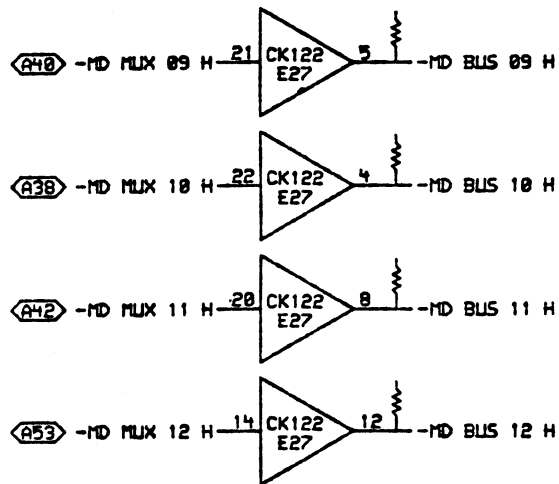 A40 -MD MUX 09 H 21 CK122 E27 5 -MD BUS 09 H
A38 -MD MUX 10 H 22 CK122 E27 4 -MD BUS 10 H
A42 -MD MUX 11 H 20 CK122 E27 8 -MD BUS 11 H
A53 -MD MUX 12 H 14 CK122 E27 12 -MD BUS 12 H